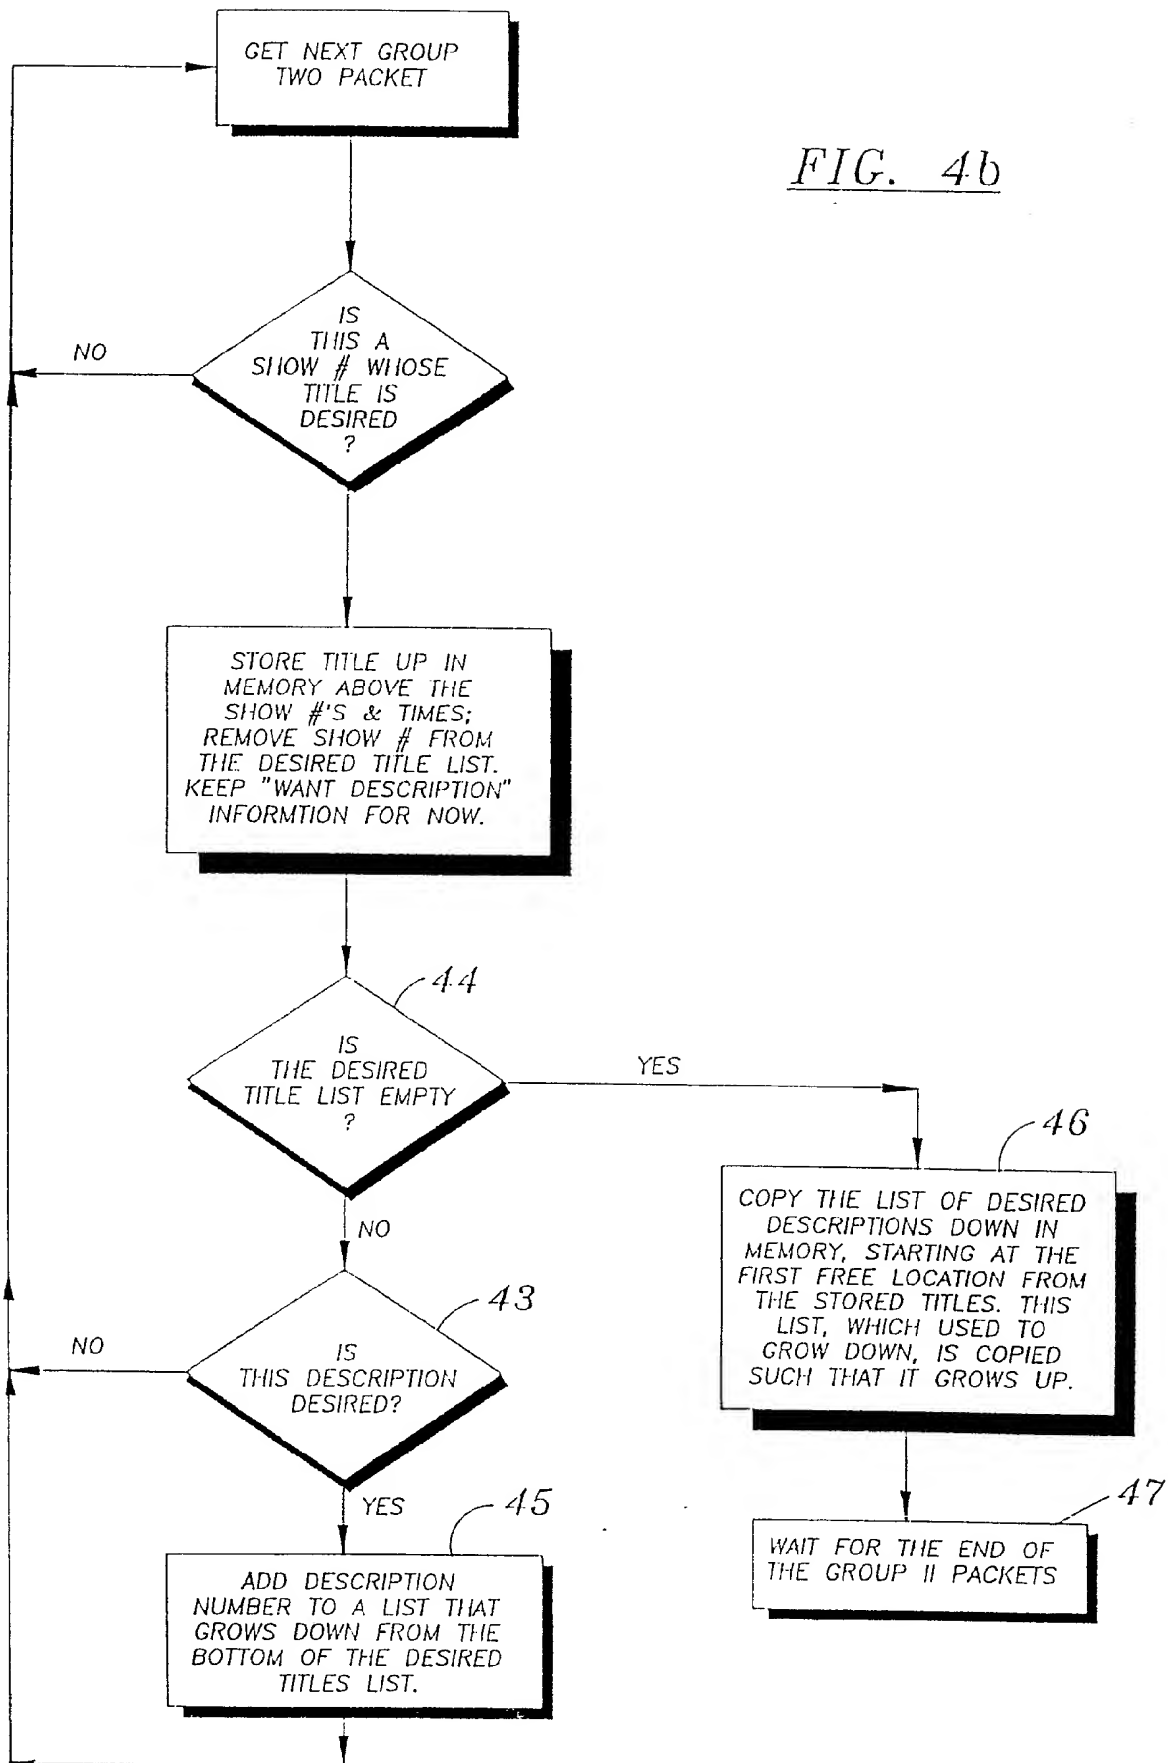 GET NEXT GROUP
TWO PACKET
FIG. 4b
IS
THIS A
SHOW # WHOSE
TITLE IS
DESIRED
?
NO
STORE TITLE UP IN
MEMORY ABOVE THE
SHOW #'S & TIMES;
REMOVE SHOW # FROM
THE DESIRED TITLE LIST.
KEEP "WANT DESCRIPTION"
INFORMTION FOR NOW.
44
IS
THE DESIRED
TITLE LIST EMPTY
?
YES
NO
46
COPY THE LIST OF DESIRED
DESCRIPTIONS DOWN IN
MEMORY, STARTING AT THE
FIRST FREE LOCATION FROM
THE STORED TITLES. THIS
LIST, WHICH USED TO
GROW DOWN, IS COPIED
SUCH THAT IT GROWS UP.
43
IS
THIS DESCRIPTION
DESIRED?
NO
YES
45
ADD DESCRIPTION
NUMBER TO A LIST THAT
GROWS DOWN FROM THE
BOTTOM OF THE DESIRED
TITLES LIST.
47
WAIT FOR THE END OF
THE GROUP II PACKETS